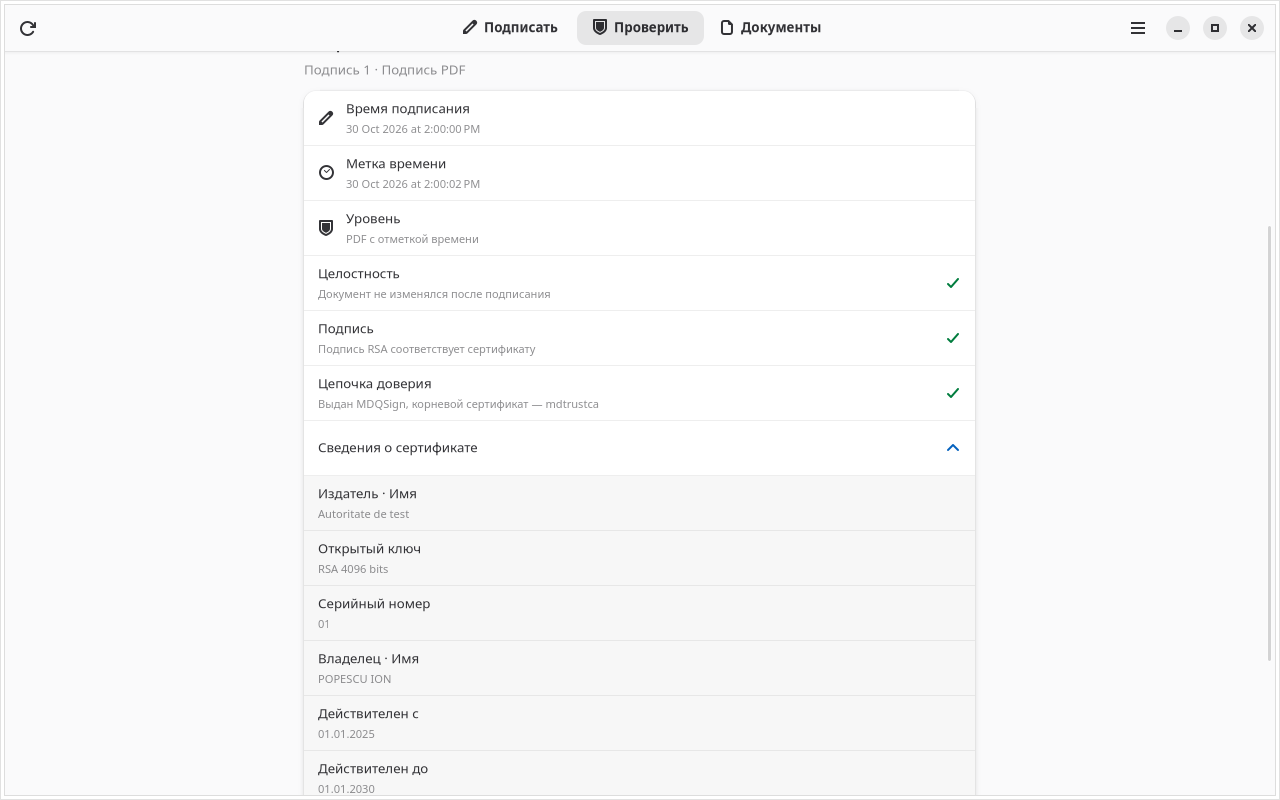 Подписать
Проверить
Документы
Подпись 1 · Подпись PDF
Время подписания
30 Oct 2026 at 2:00:00 PM
Метка времени
30 Oct 2026 at 2:00:02 PM
Уровень
PDF с отметкой времени
Целостность
Документ не изменялся после подписания
Подпись
Подпись RSA соответствует сертификату
Цепочка доверия
Выдан MDQSign, корневой сертификат — mdtrustca
Сведения о сертификате
Издатель · Имя
Autoritate de test
Открытый ключ
RSA 4096 bits
Серийный номер
01
Владелец · Имя
POPESCU ION
Действителен с
01.01.2025
Действителен до
01.01.2030